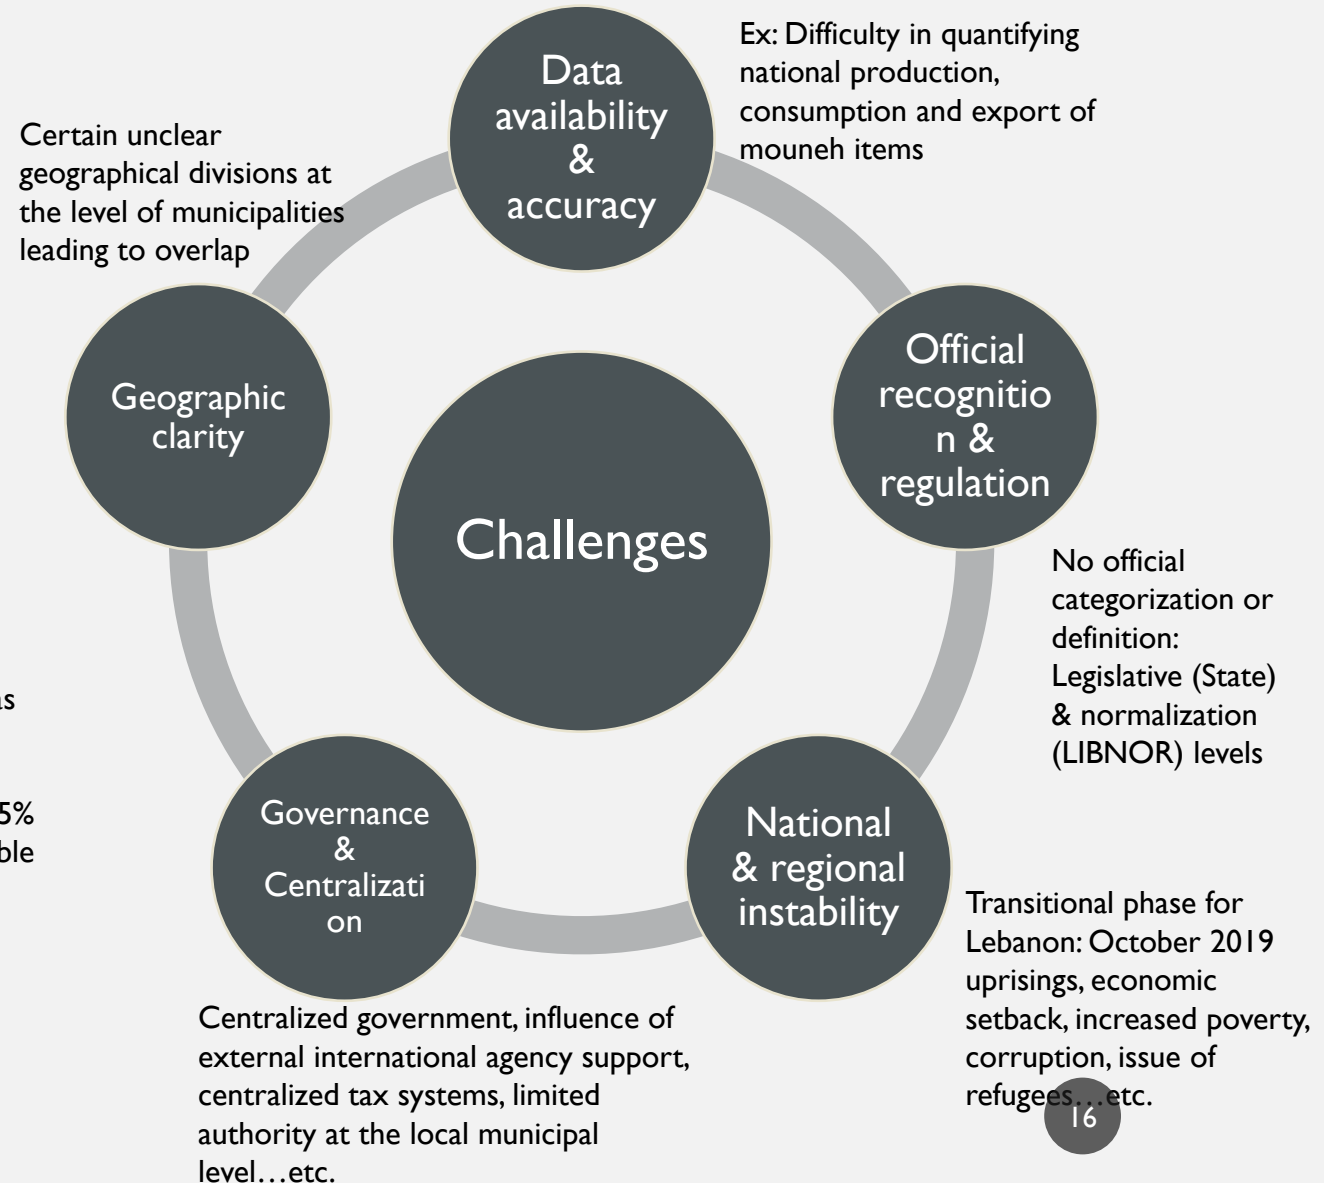 Data
availability
&
accuracy
Ex: Difficulty in quantifying
national production,
consumption and export of
mouneh items
Certain unclear
geographical divisions at
the level of municipalities
leading to overlap
Geographic
clarity
Official
recognitio
n &
regulation
Challenges
No official
categorization or
definition:
Legislative (State)
& normalization
(LIBNOR) levels
Governance
&
Centralizati
on
National
& regional
instability
Transitional phase for
Lebanon: October 2019
uprisings, economic
setback, increased poverty,
corruption, issue of
refugees…etc.
Centralized government, influence of
external international agency support,
centralized tax systems, limited
authority at the local municipal
level…etc.
16